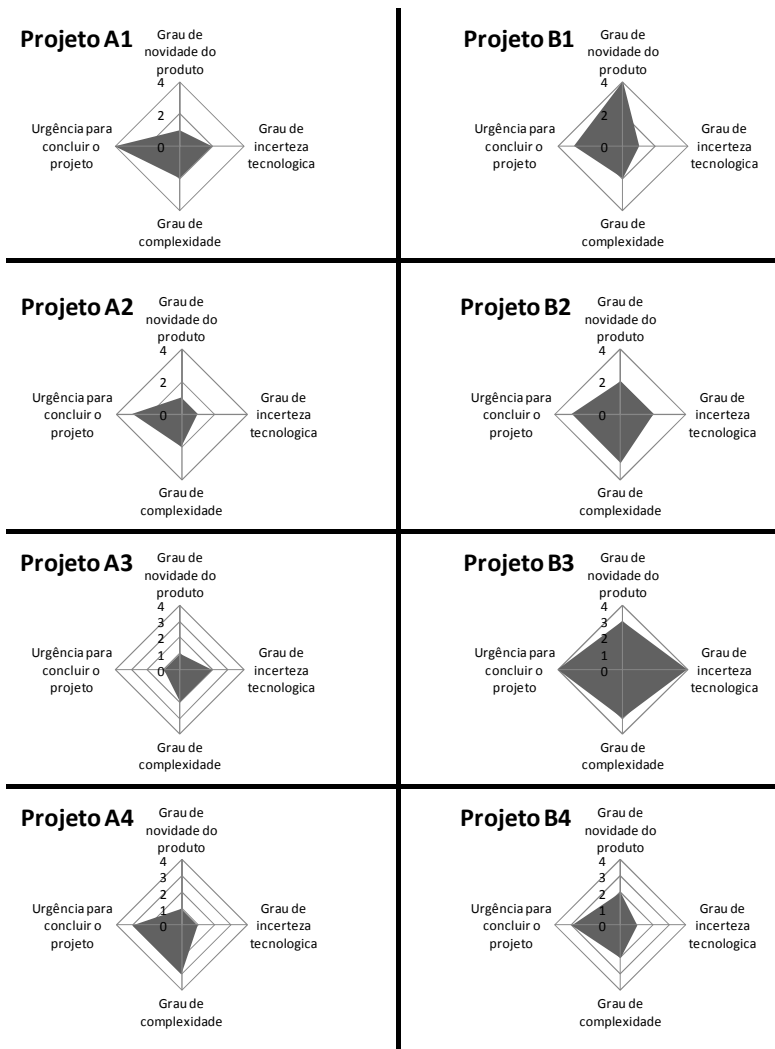 Projeto A1
Grau de
novidade do
produto
4
2
0
Urgência para
concluir o
projeto
Grau de
incerteza
tecnologica
Grau de
complexidade
Projeto B1
Grau de
novidade do
produto
4
2
0
Urgência para
concluir o
projeto
Grau de
incerteza
tecnologica
Grau de
complexidade
Projeto A2
Grau de
novidade do
produto
4
2
0
Urgência para
concluir o
projeto
Grau de
incerteza
tecnologica
Grau de
complexidade
Projeto B2
Grau de
novidade do
produto
4
2
0
Urgência para
concluir o
projeto
Grau de
incerteza
tecnologica
Grau de
complexidade
Projeto A3
Grau de
novidade do
produto
4
3
2
1
0
Urgência para
concluir o
projeto
Grau de
incerteza
tecnologica
Grau de
complexidade
Projeto B3
Grau de
novidade do
produto
4
3
2
1
0
Urgência para
concluir o
projeto
Grau de
incerteza
tecnologica
Grau de
complexidade
Projeto A4
Grau de
novidade do
produto
4
3
2
1
0
Urgência para
concluir o
projeto
Grau de
incerteza
tecnologica
Grau de
complexidade
Projeto B4
Grau de
novidade do
produto
4
3
2
1
0
Urgência para
concluir o
projeto
Grau de
incerteza
tecnologica
Grau de
complexidade